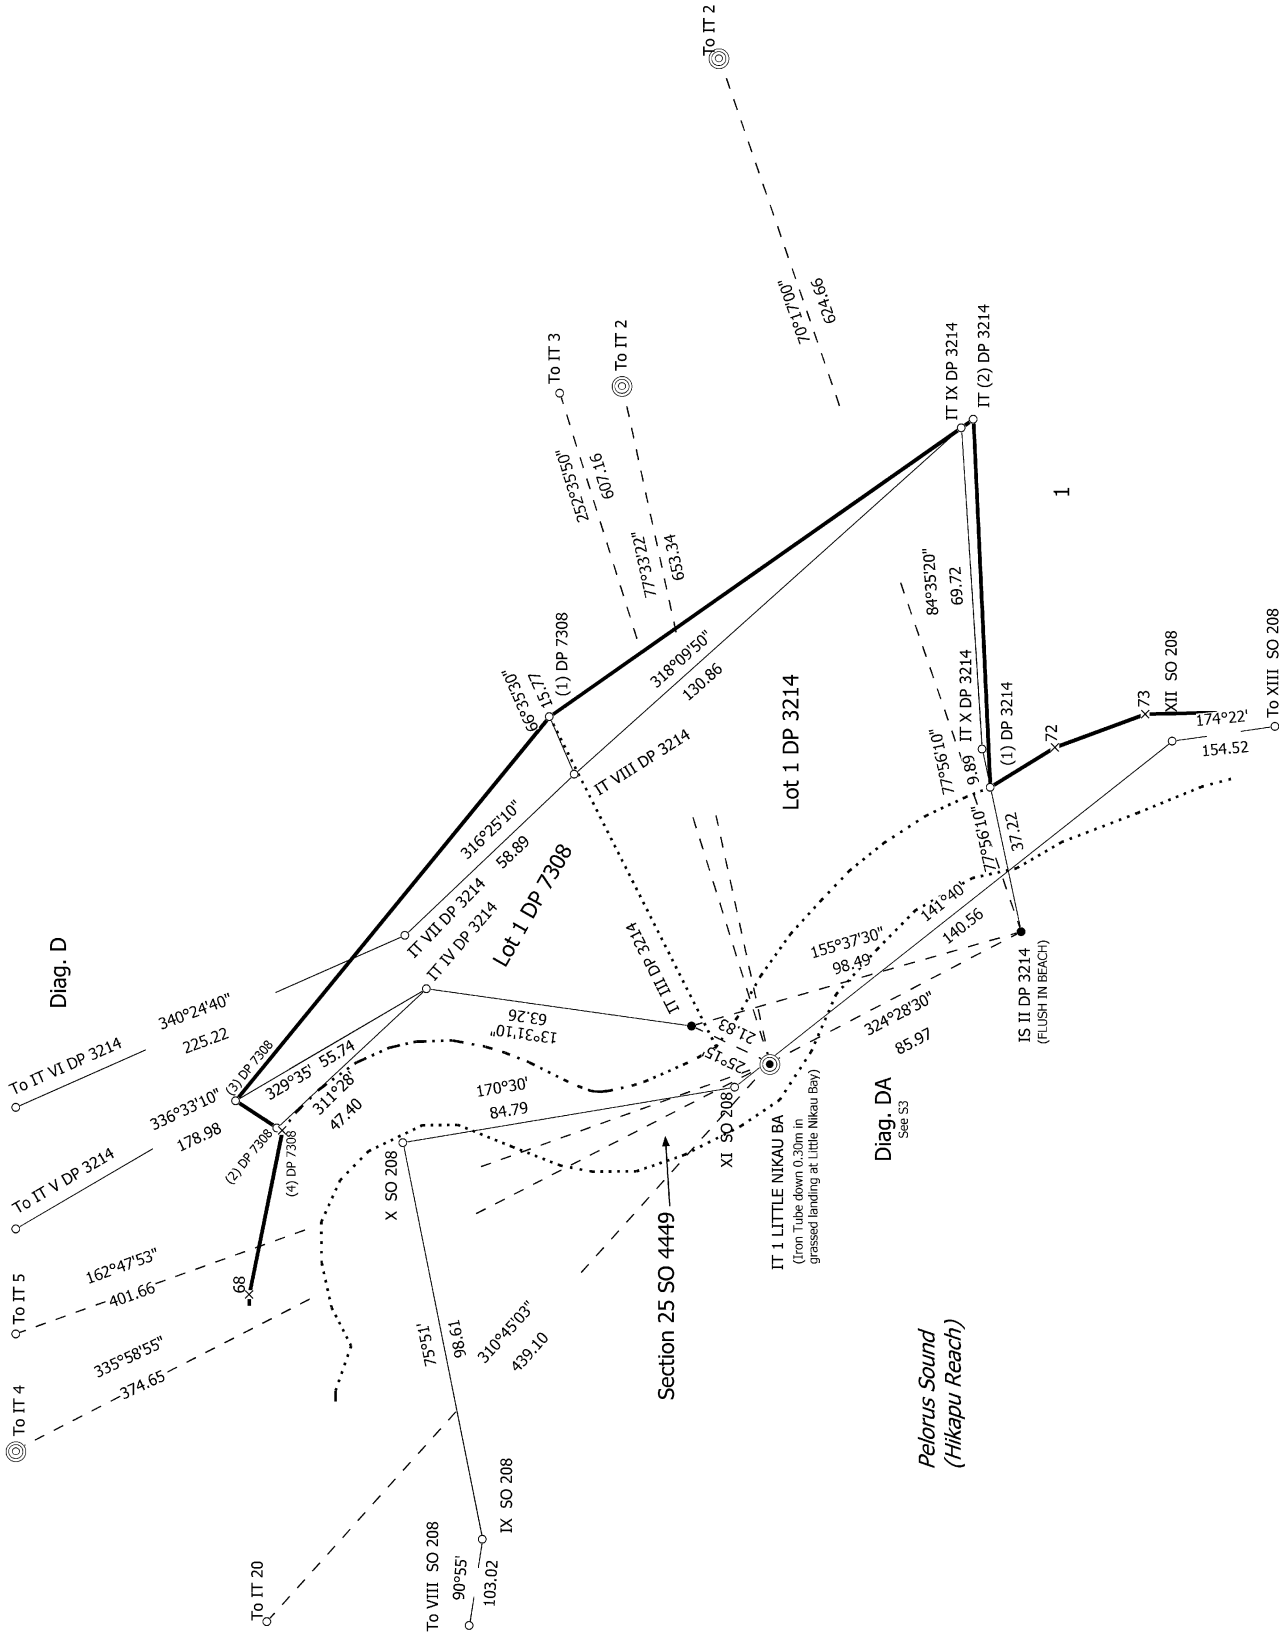 To IT 2
70°17'00"
624.66
To IT 3
To IT 2
252°35'50"
607.16
77°33'22"
653.34
IT IX DP 3214
IT (2) DP 3214
1
84°35'20"
69.72
318°09'50"
130.86
66°35'30"
15.77
(1) DP 7308
IT VIII DP 3214
Lot 1 DP 3214
77°56'10"
9.89
IT X DP 3214
(1) DP 3214
72
73
XII SO 208
174°22'
154.52
To XIII SO 208
77°56'10"
37.22
Diag. D
316°25'10"
58.89
IT VII DP 3214
IT IV DP 3214
Lot 1 DP 7308
IT III DP 3214
155°37'30"
98.49
141°40'
140.56
IS II DP 3214
(FLUSH IN BEACH)
324°28'30"
85.97
21.83
25°15'
13°31'10"
63.26
340°24'40"
225.22
To IT VI DP 3214
336°33'10"
178.98
To IT V DP 3214
(3) DP 7308
329°35'
55.74
311°28'
47.40
(2) DP 7308
(4) DP 7308
170°30'
84.79
X SO 208
XI SO 208
IT 1 LITTLE NIKAU BA
(Iron Tube down 0.30m in
grassed landing at Little Nikau Bay)
Diag. DA
See S3
68
162°47'53"
401.66
To IT 5
335°58'55"
374.65
To IT 4
Section 25 SO 4449
75°51'
98.61
310°45'03"
439.10
Pelorus Sound
(Hikapu Reach)
IX SO 208
To VIII SO 208
90°55'
103.02
To IT 20